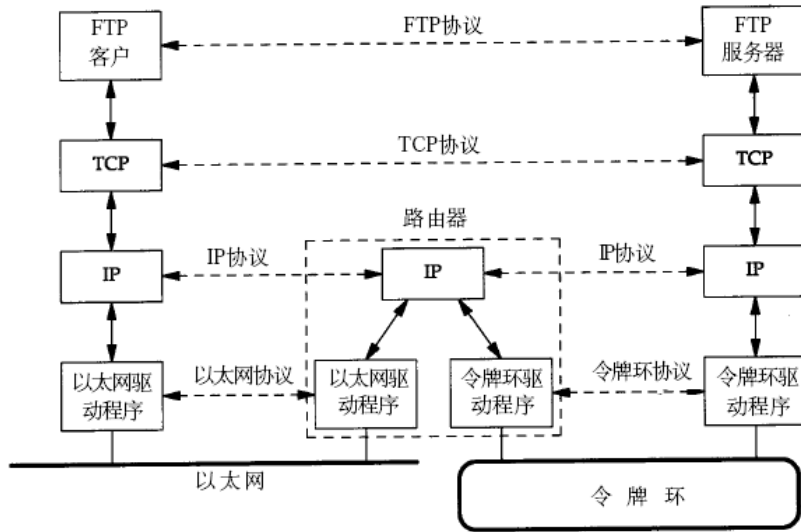 FTP
客户
FTP协议
FTP
服务器
TCP
TCP协议
TCP
路由器
IP
IP协议
IP
IP协议
IP
以太网驱
动程序
以太网协议
以太网驱
动程序
令牌环驱
动程序
令牌环协议
令牌环驱
动程序
以太网
令牌环